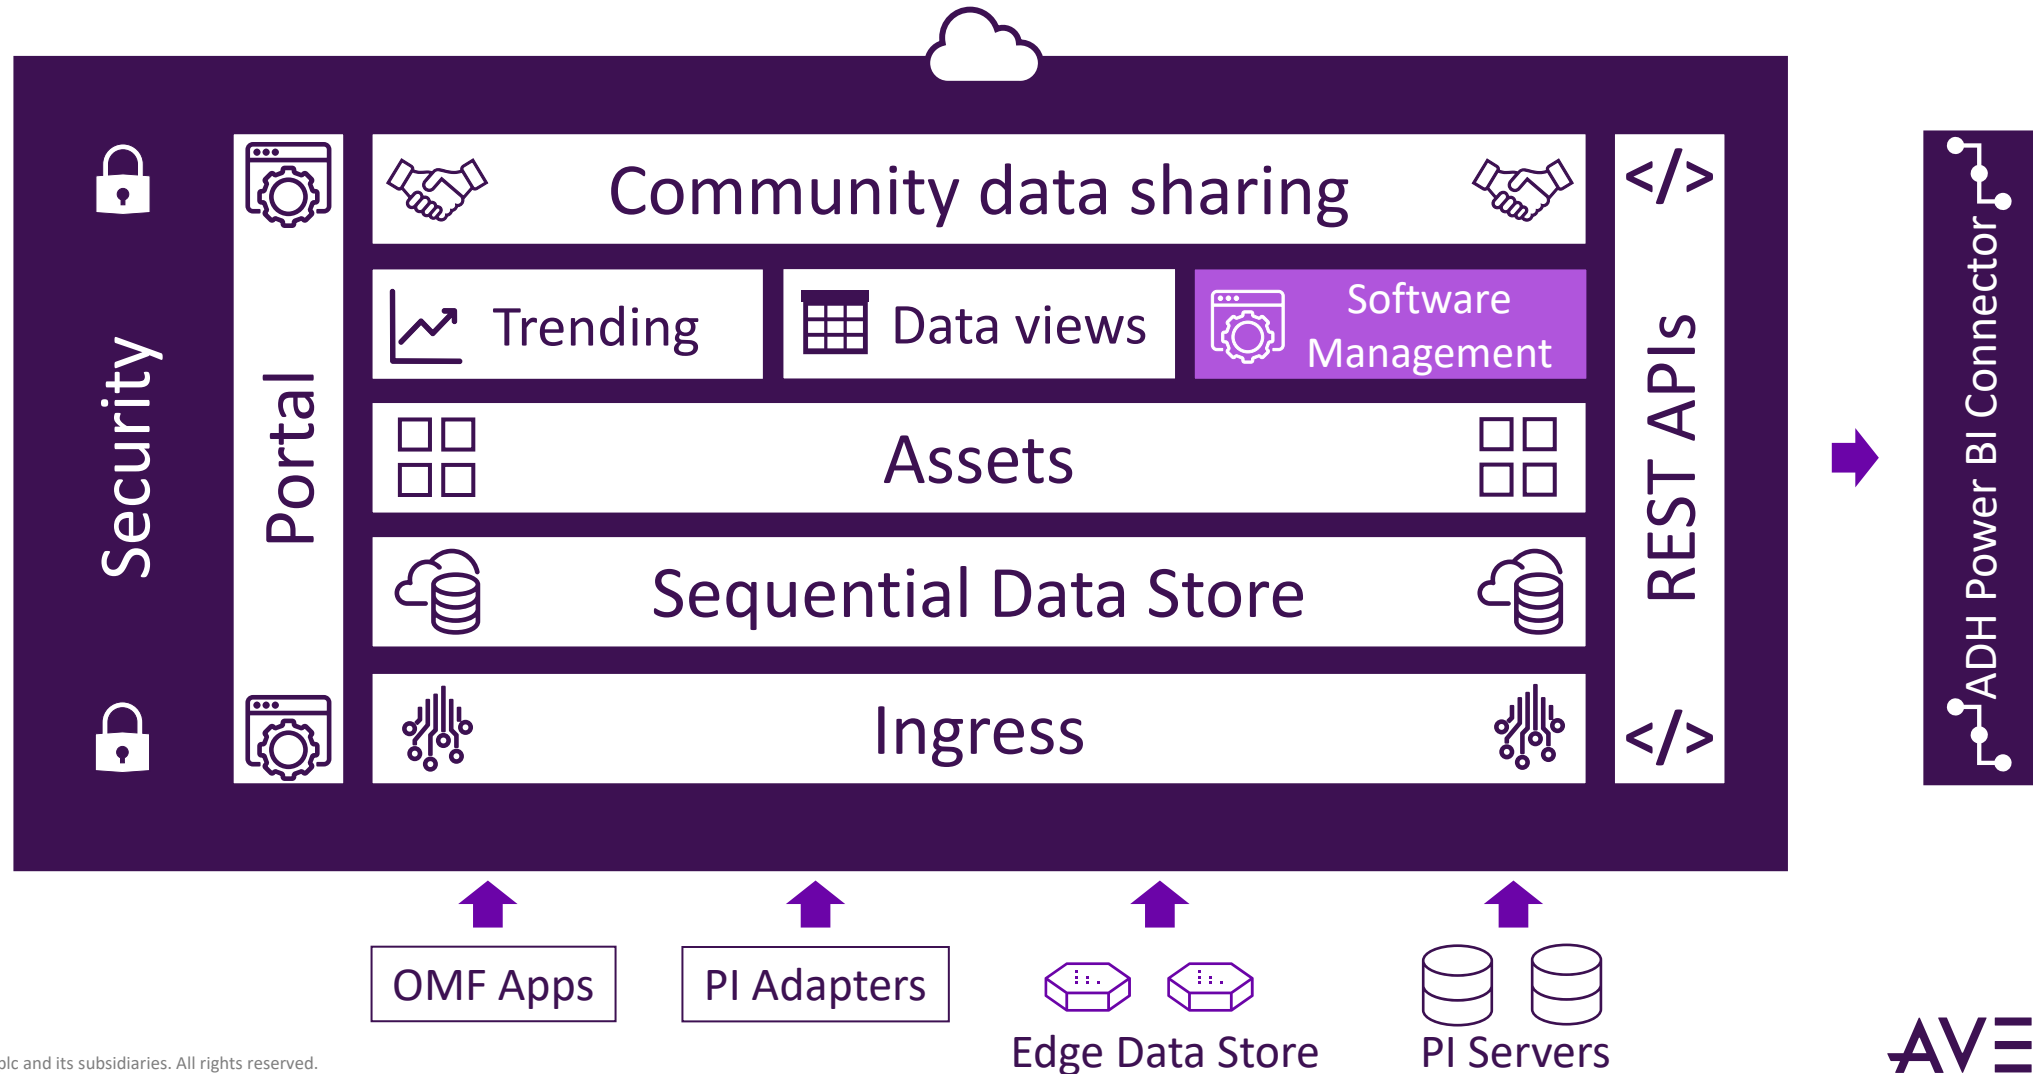 Security
Portal
Community data sharing
</>
Trending
Data views
Software
Management
Assets
Sequential Data Store
Ingress
REST APIs
</>
ADH Power BI Connector
OMF Apps
PI Adapters
Edge Data Store
PI Servers
plc and its subsidiaries. All rights reserved.
AVE